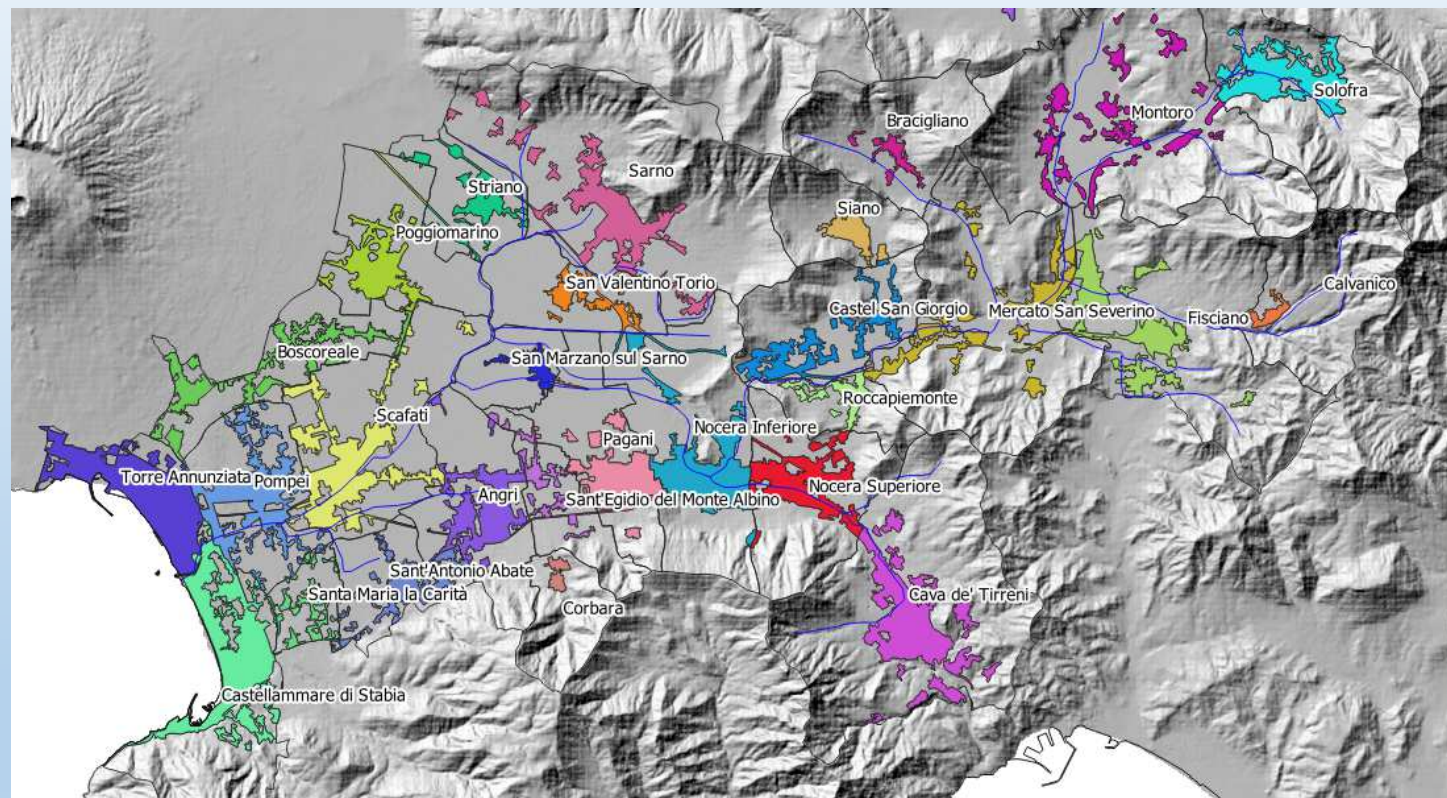 Solofra
Montoro
Bracigliano
Sarno
Striano
Siano
Poggiomarino
San Valentino Torio
Calvanico
Castel San Giorgio
Mercato San Severino
Fisciano
Boscoreale
San Marzano sul Sarno
Roccapiemonte
Scafati
Nocera Inferiore
Pagani
Torre Annunziata
Pompei
Angri
Sant'Egidio del Monte Albino
Nocera Superiore
Sant'Antonio Abate
Santa Maria la Carità
Corbara
Cava de' Tirreni
Castellammare di Stabia